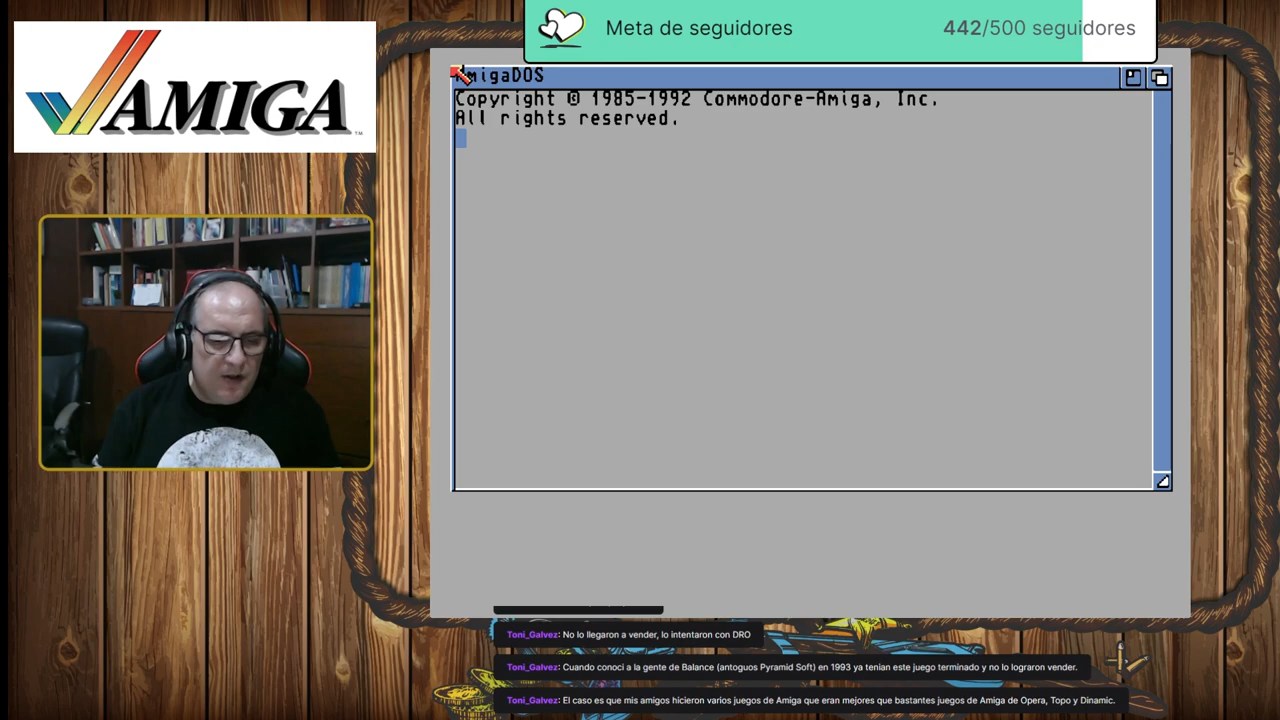 Meta de seguidores
442/500 seguidores
AMIGA™
AmigaDOS
Copyright © 1985-1992 Commodore-Amiga, Inc.
All rights reserved.
Toni_Galvez: No lo llegaron a vender, lo intentaron con DRO
Toni_Galvez: Cuando conoci a la gente de Balance (antoguos Pyramid Soft) en 1993 ya tenian este juego terminado y no lo lograron vender.
Toni_Galvez: El caso es que mis amigos hicieron varios juegos de Amiga que eran mejores que bastantes juegos de Amiga de Opera, Topo y Dinamic.